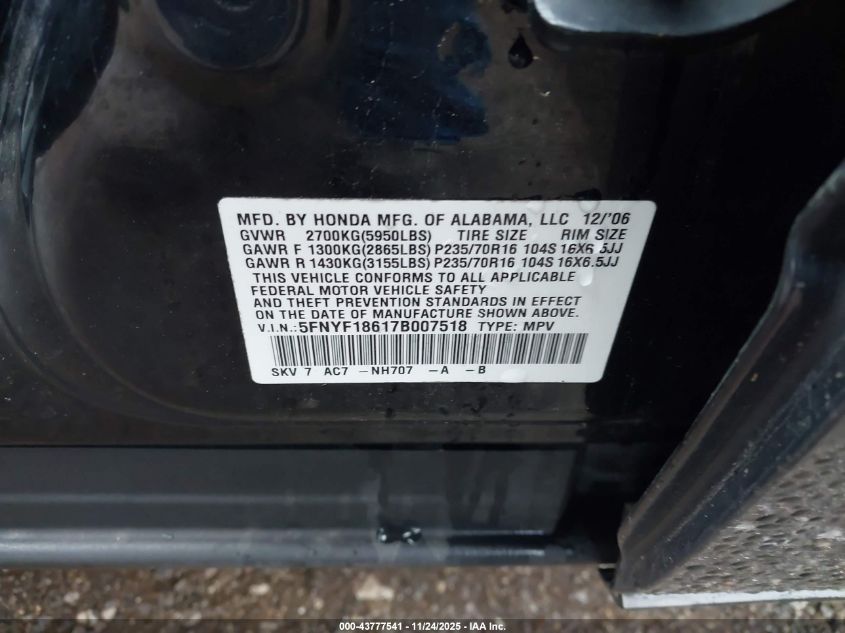 MFD. BY HONDA MFG. OF ALABAMA, LLC 12/'06
GVWR 2700KG(5950LBS) TIRE SIZE RIM SIZE
GAWR F 1300KG(2865LBS) P235/70R16 104S 16X6.5JJ
GAWR R 1430KG(3155LBS) P235/70R16 104S 16X6.5JJ
THIS VEHICLE CONFORMS TO ALL APPLICABLE
FEDERAL MOTOR VEHICLE SAFETY
AND THEFT PREVENTION STANDARDS IN EFFECT
ON THE DATE OF MANUFACTURE SHOWN ABOVE.
V.I.N.: 5FNYF18617B007518 TYPE: MPV
SKV 7 AC7 -NH707 -A -B
000-43777541 - 11/24/2025 - IAA Inc.